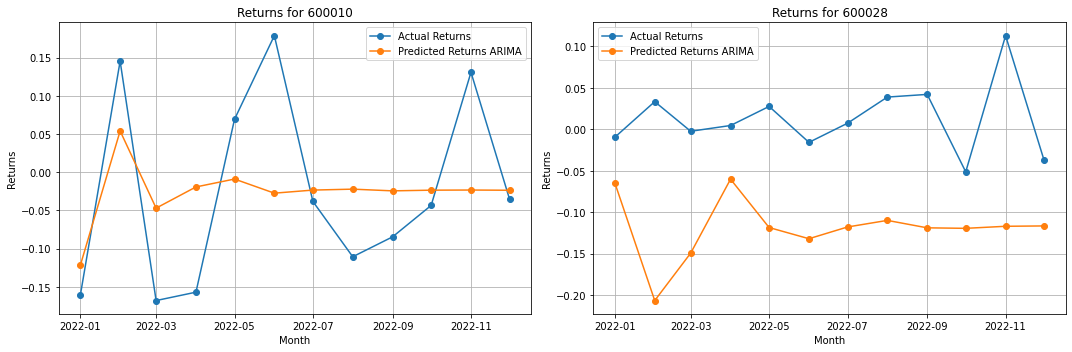 Returns for 600010
Actual Returns
Predicted Returns ARIMA
Returns
0.15
0.10
0.05
0.00
−0.05
−0.10
−0.15
2022-01 2022-03 2022-05 2022-07 2022-09 2022-11
Month
Returns for 600028
Actual Returns
Predicted Returns ARIMA
Returns
0.10
0.05
0.00
−0.05
−0.10
−0.15
−0.20
2022-01 2022-03 2022-05 2022-07 2022-09 2022-11
Month